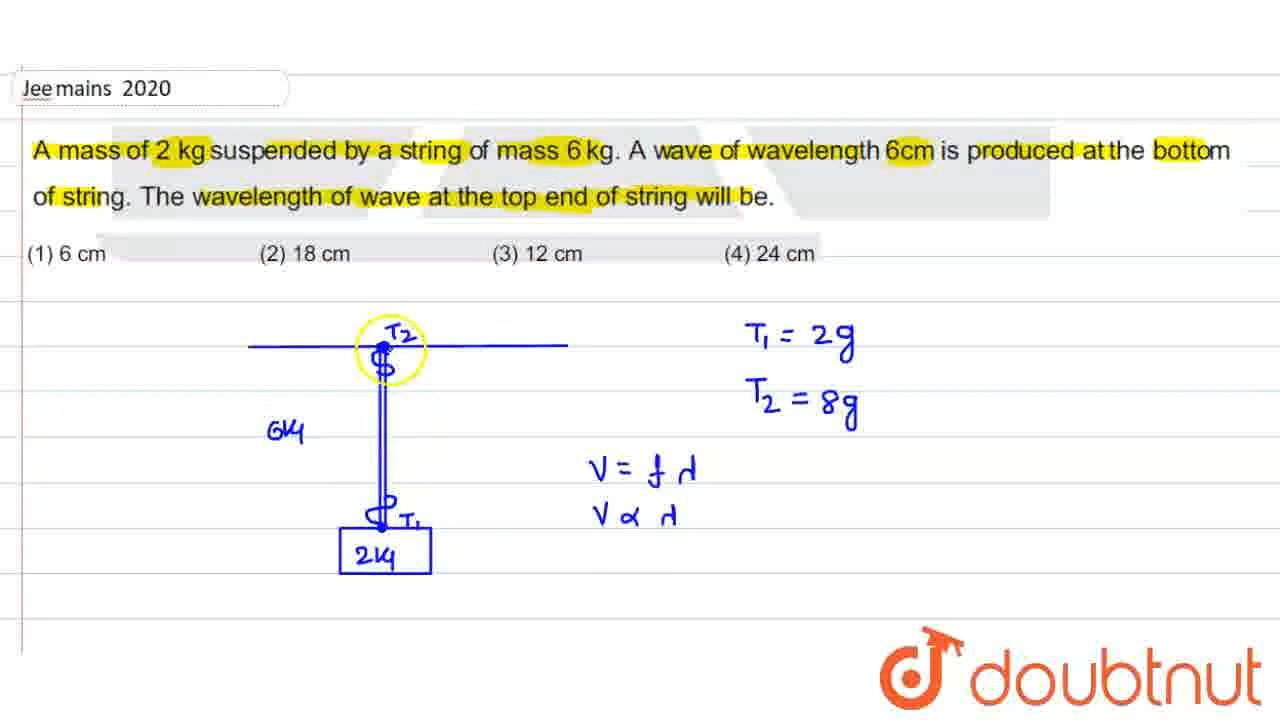 Jee mains 2020
A mass of 2 kg suspended by a string of mass 6 kg. A wave of wavelength 6cm is produced at the bottom
of string. The wavelength of wave at the top end of string will be.
(1) 6 cm (2) 18 cm (3) 12 cm (4) 24 cm
T2
T1 = 2g
T2 = 8g
6kg
V = f λ
V ∝ λ
T1
2kg
doubtnut